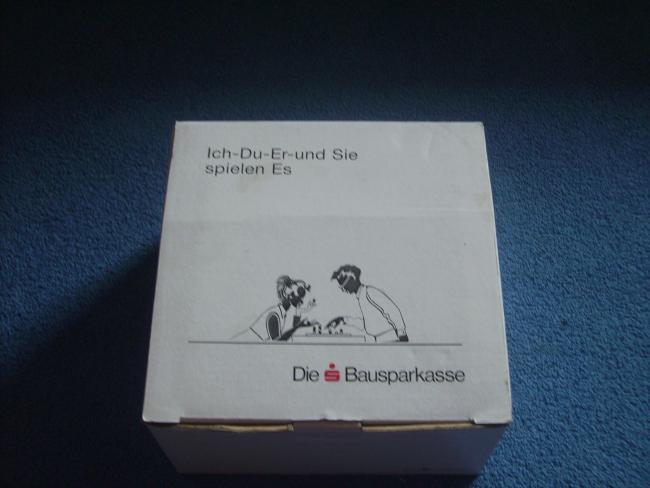 Ich-Du-Er-und Sie
spielen Es
Die S Bausparkasse